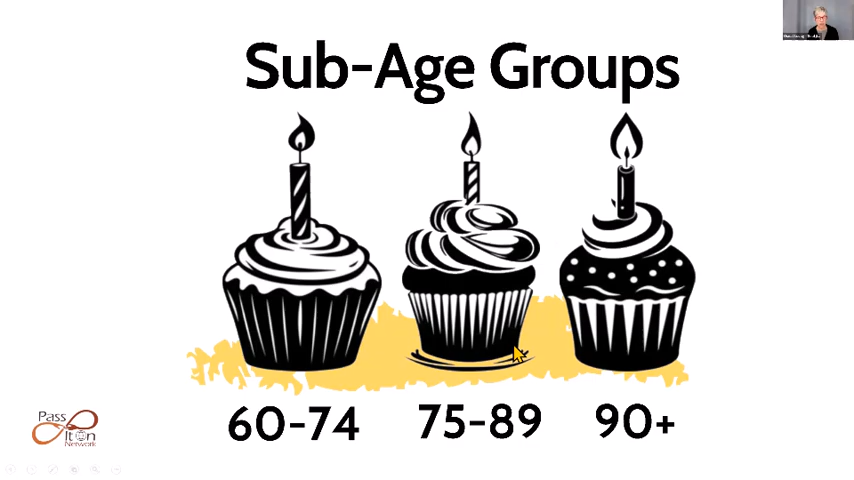 Sub-Age Groups
60-74
75-89
90+
Pass
It On
Network